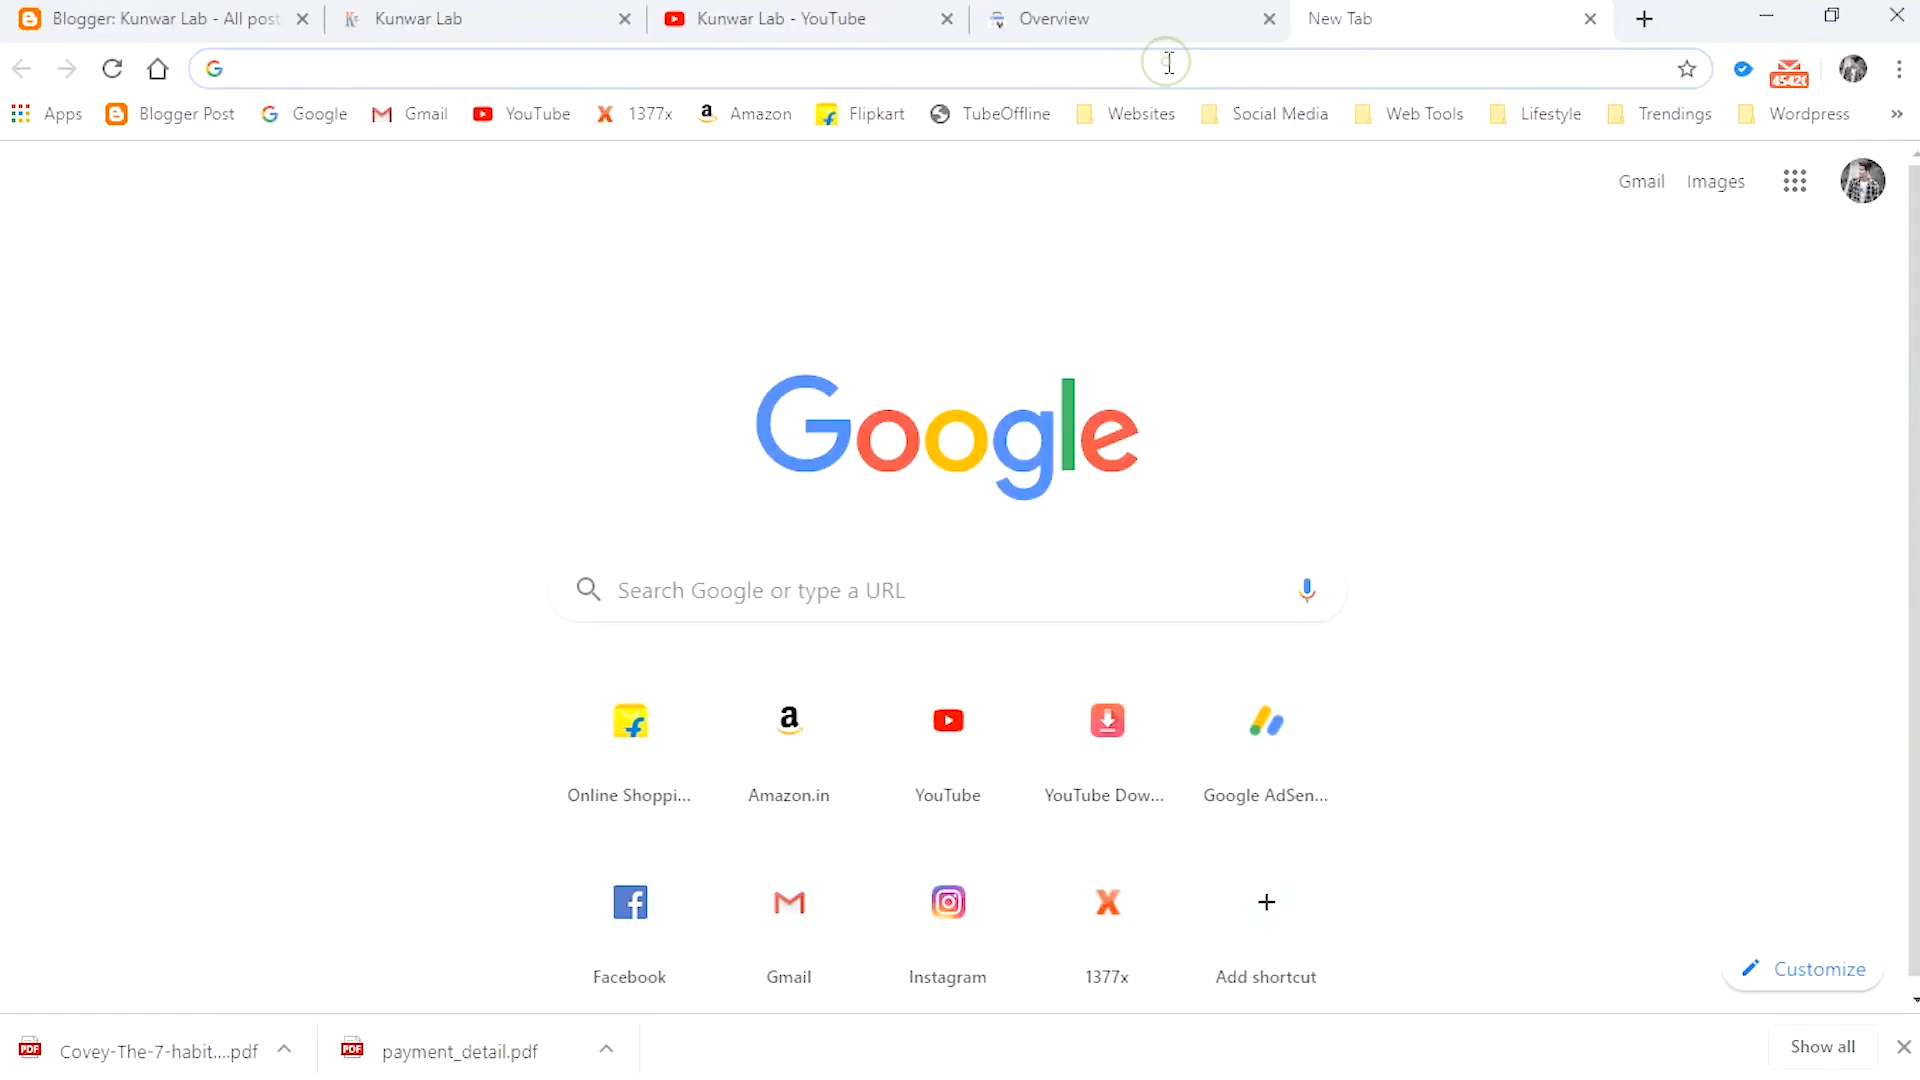 Blogger: Kunwar Lab - All post
Kunwar Lab
Kunwar Lab - YouTube
Overview
New Tab
45420
Apps
Blogger Post
Google
Gmail
YouTube
1377x
Amazon
Flipkart
TubeOffline
Websites
Social Media
Web Tools
Lifestyle
Trendings
Wordpress
»
Gmail
Images
Google
Search Google or type a URL
Online Shoppi...
Amazon.in
YouTube
YouTube Dow...
Google AdSen...
Facebook
Gmail
Instagram
1377x
Add shortcut
Customize
PDF
Covey-The-7-habit....pdf
PDF
payment_detail.pdf
Show all